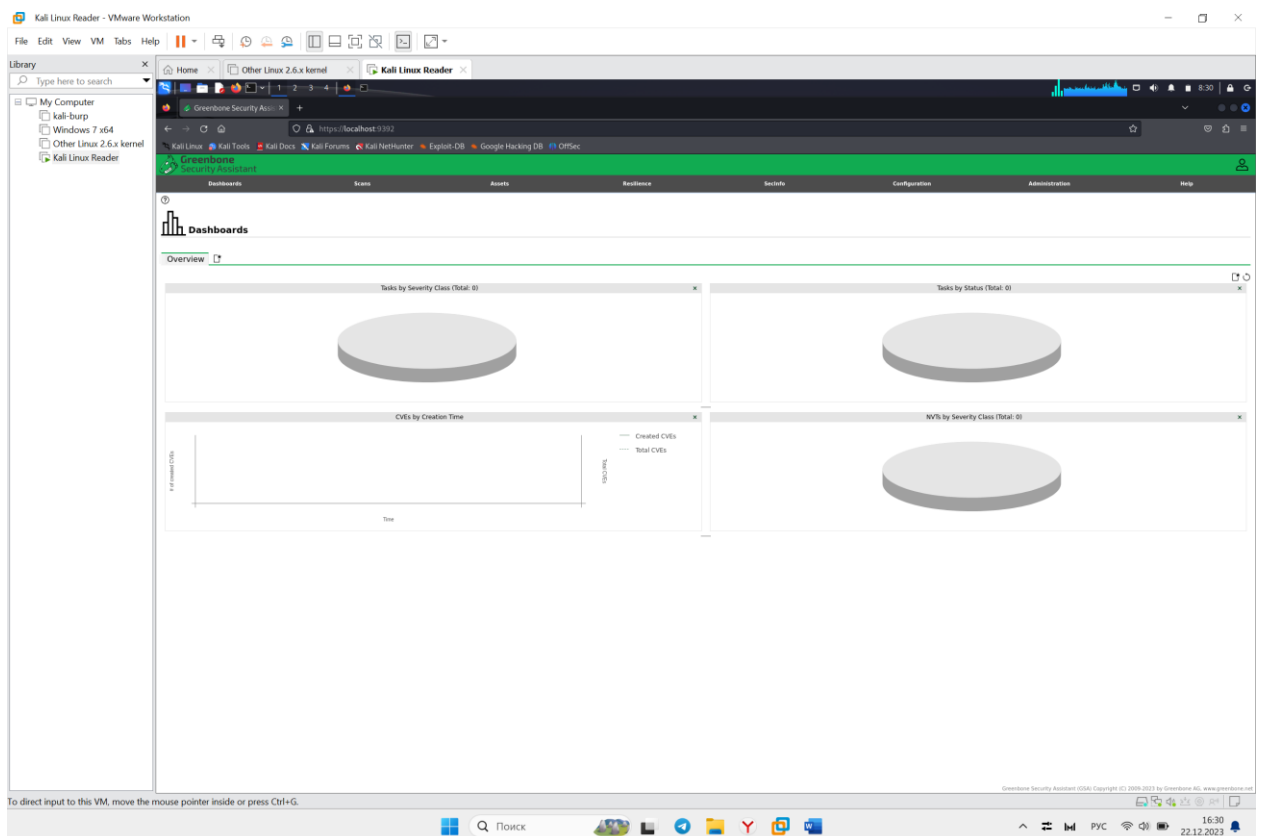 Kali Linux Reader - VMware Workstation
File Edit View VM Tabs Help
Library
Type here to search
My Computer
kali-burp
Windows 7 x64
Other Linux 2.6.x kernel
Kali Linux Reader
Home Other Linux 2.6.x kernel Kali Linux Reader
1 2 3 4 8:30
Greenbone Security Assis
https://localhost:9392
Kali Linux Kali Tools Kali Docs Kali Forums Kali NetHunter Exploit-DB Google Hacking DB OffSec
Greenbone
Security Assistant
Dashboards Scans Assets Resilience SecInfo Configuration Administration Help
Dashboards
Overview
Tasks by Severity Class (Total: 0)
Tasks by Status (Total: 0)
CVEs by Creation Time
# of created CVEs
Time
Total CVEs
Created CVEs
Total CVEs
NVTs by Severity Class (Total: 0)
Greenbone Security Assistant (GSA) Copyright (C) 2009-2023 by Greenbone AG, www.greenbone.net
To direct input to this VM, move the mouse pointer inside or press Ctrl+G.
Поиск
РУС
16:30
22.12.2023